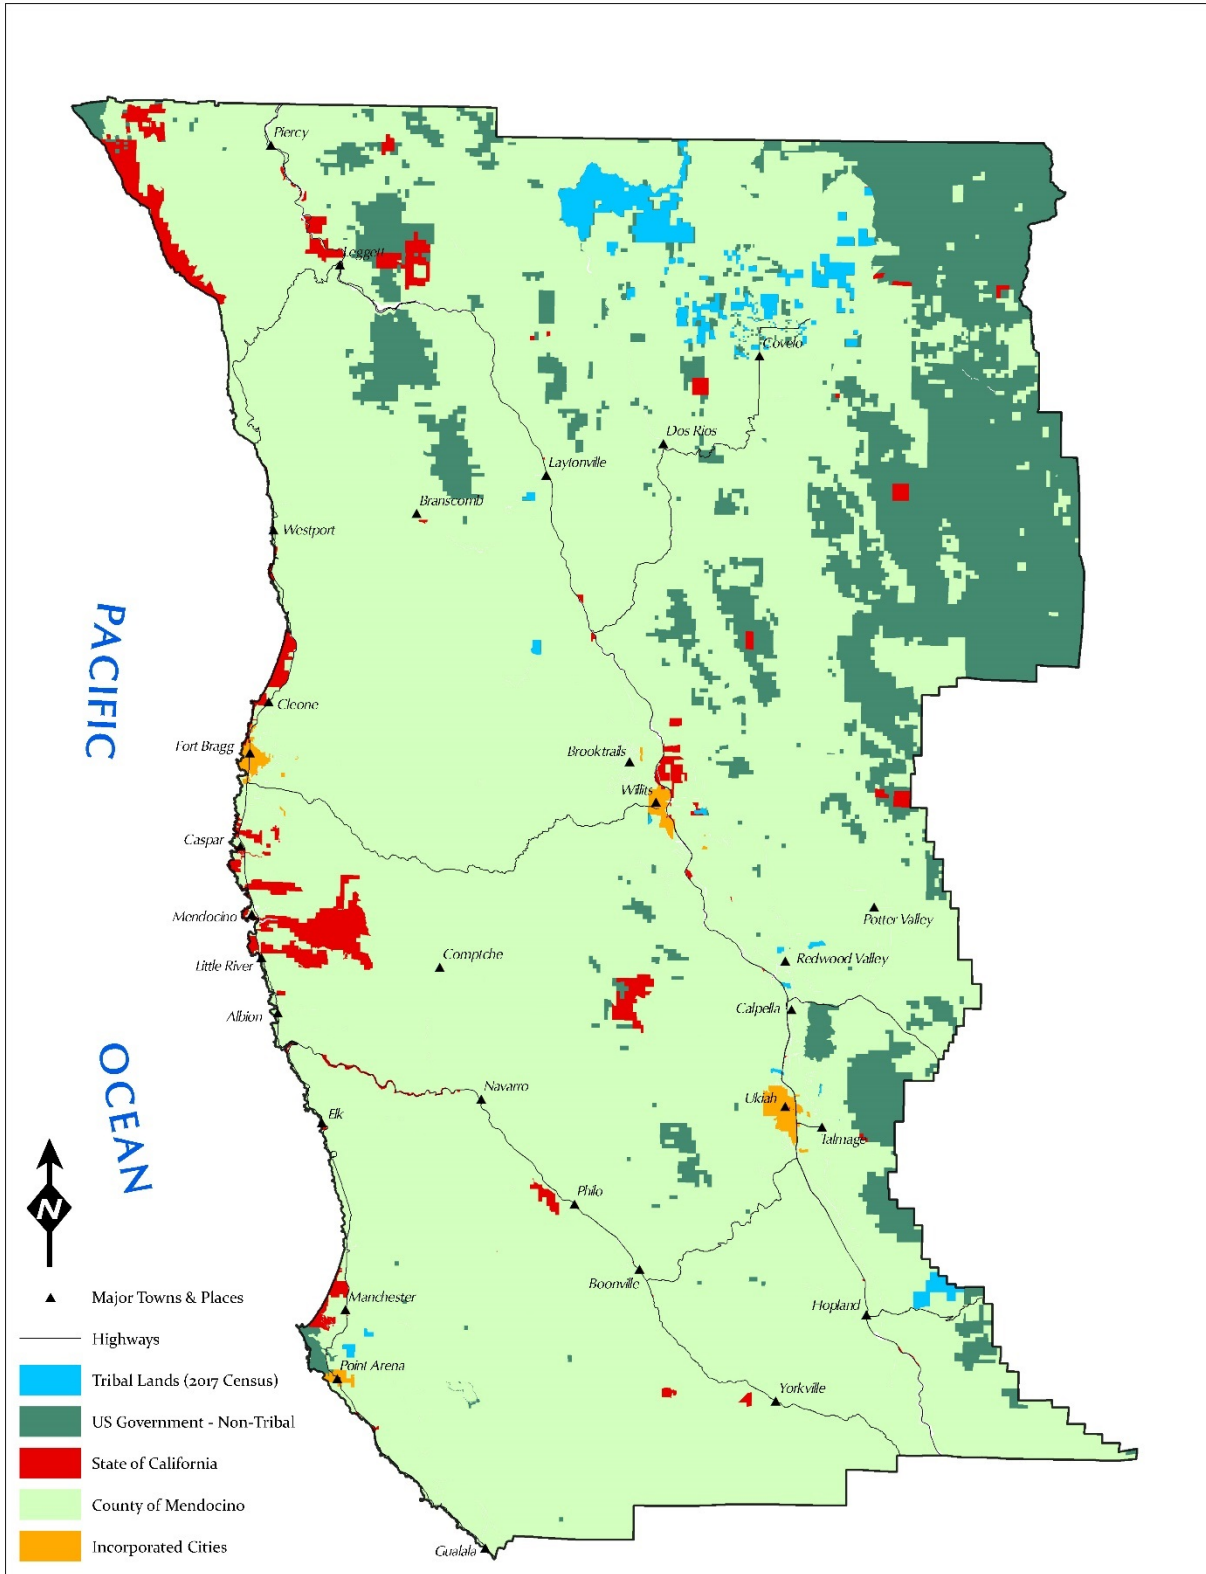 Piercy
Leggett
Covelo
Dos Rios
Laytonville
Branscomb
Westport
PACIFIC
Cleone
Fort Bragg
Brooktrails
Willits
Caspar
Mendocino
Potter Valley
Little River
Comptche
Redwood Valley
Albion
Calpella
OCEAN
Navarro
Ukiah
Elk
Talmage
N
Philo
Boonville
Manchester
Hopland
Point Arena
Yorkville
Gualala
Major Towns & Places
Highways
Tribal Lands (2017 Census)
US Government - Non-Tribal
State of California
County of Mendocino
Incorporated Cities